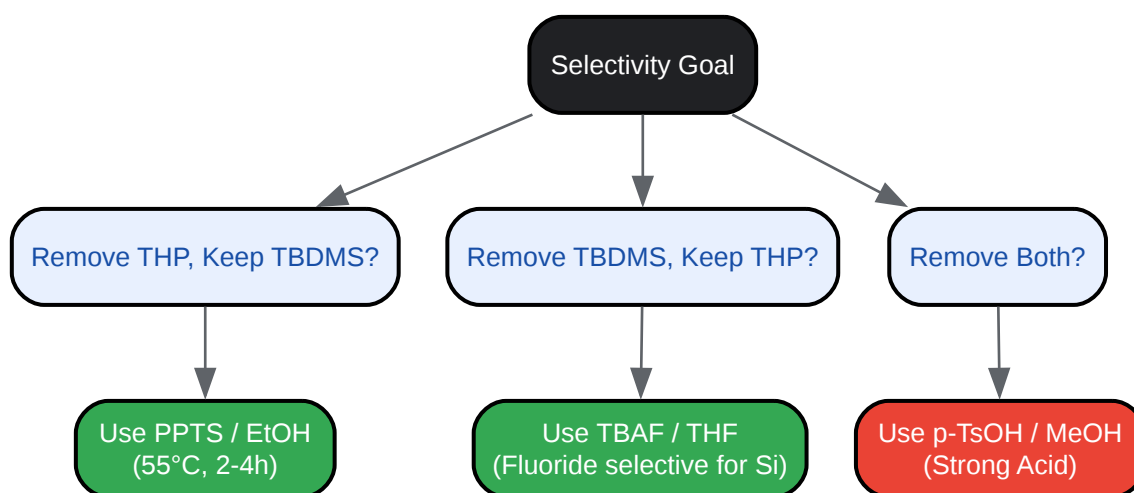 Selectivity Goal
Remove THP, Keep TBDMS?
Remove TBDMS, Keep THP?
Remove Both?
Use PPTS / EtOH
(55°C, 2-4h)
Use TBAF / THF
(Fluoride selective for Si)
Use p-TsOH / MeOH
(Strong Acid)